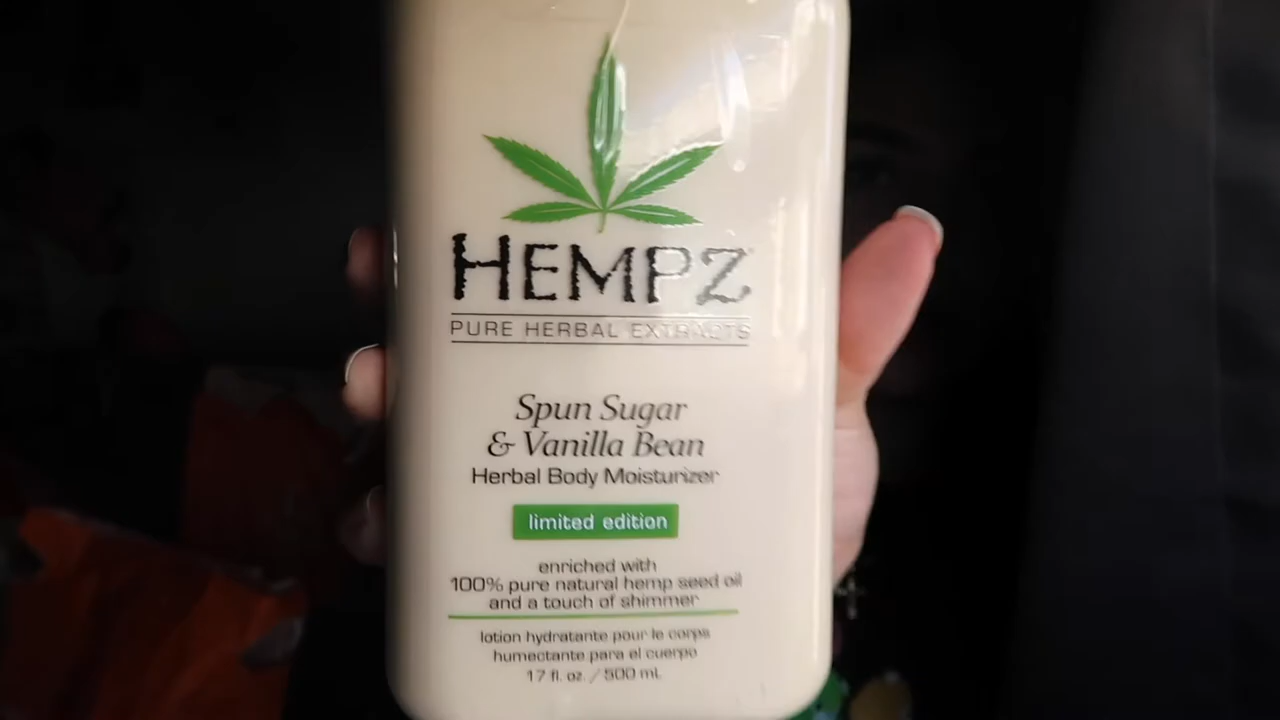 HEMPZ
PURE HERBAL EXTRACTS
Spun Sugar
& Vanilla Bean
Herbal Body Moisturizer
limited edition
enriched with
100% pure natural hemp seed oil
and a touch of shimmer
lotion hydratante pour le corps
humectante para el cuerpo
17 fl. oz. / 500 mL